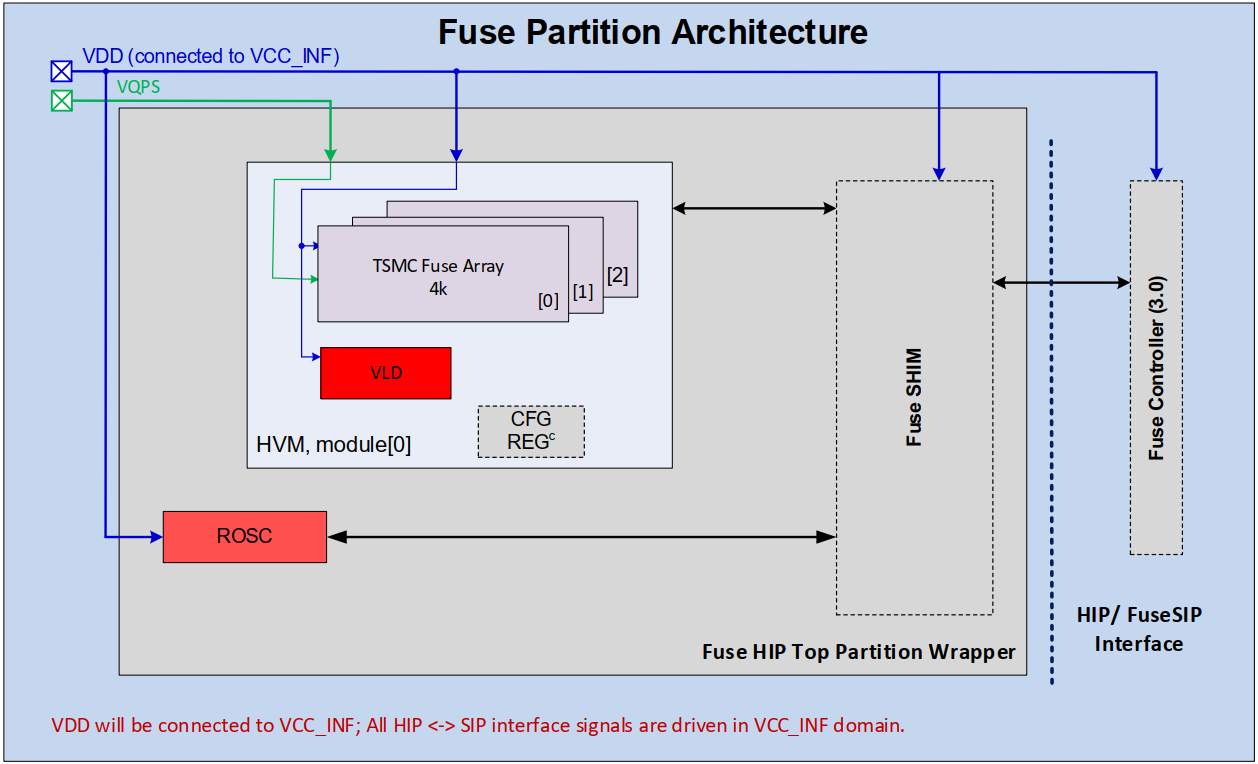 Fuse Partition Architecture
VDD (connected to VCC_INF)
VQPS
TSMC Fuse Array
4k
[0]
[1]
[2]
VLD
CFG
REGc
HVM, module[0]
ROSC
Fuse SHIM
Fuse Controller (3.0)
HIP/ FuseSIP
Interface
Fuse HIP Top Partition Wrapper
VDD will be connected to VCC_INF; All HIP <-> SIP interface signals are driven in VCC_INF domain.